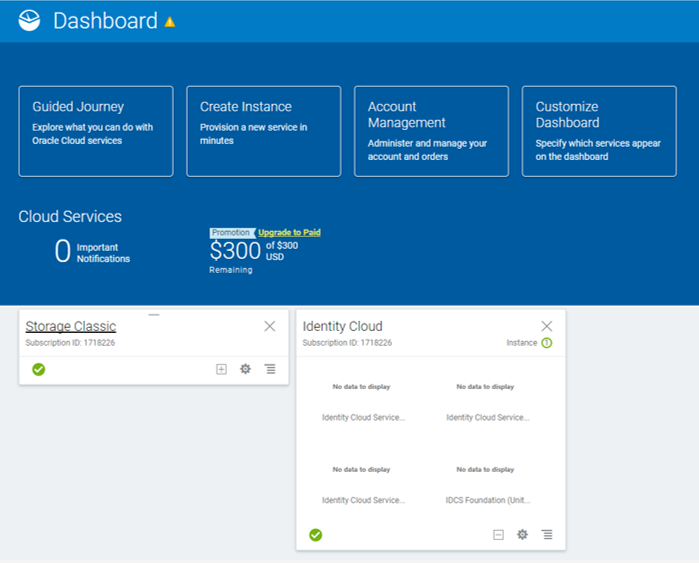 Dashboard
Guided Journey
Explore what you can do with
Oracle Cloud services
Create Instance
Provision a new service in
minutes
Account
Management
Administer and manage your
account and orders
Customize
Dashboard
Specify which services appear
on the dashboard
Cloud Services
0 Important
Notifications
Promotion Upgrade to Paid
$300 of $300
USD
Remaining
Storage Classic
Subscription ID: 1718226
Identity Cloud
Subscription ID: 1718226
Instance 1
No data to display
No data to display
Identity Cloud Service...
Identity Cloud Service...
No data to display
No data to display
Identity Cloud Service...
IDCS Foundation (Unit...